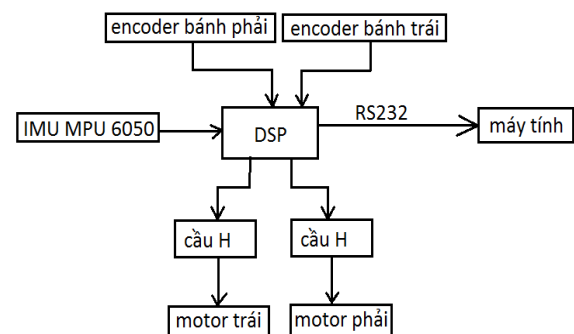 encoder bánh phải
encoder bánh trái
IMU MPU 6050
DSP
RS232
máy tính
cầu H
cầu H
motor trái
motor phải